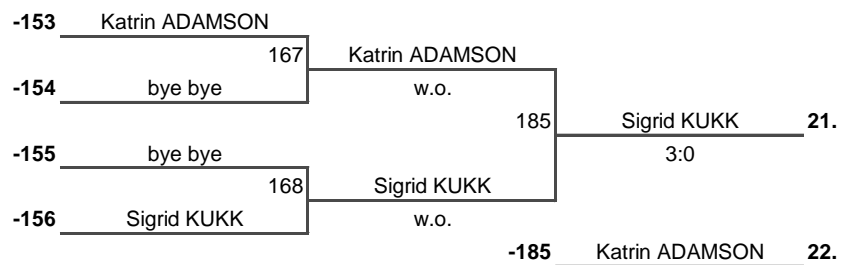 -153 Katrin ADAMSON
167 Katrin ADAMSON
-154 bye bye w.o.
185 Sigrid KUKK 21.
-155 bye bye 3:0
168 Sigrid KUKK
-156 Sigrid KUKK w.o.
-185 Katrin ADAMSON 22.